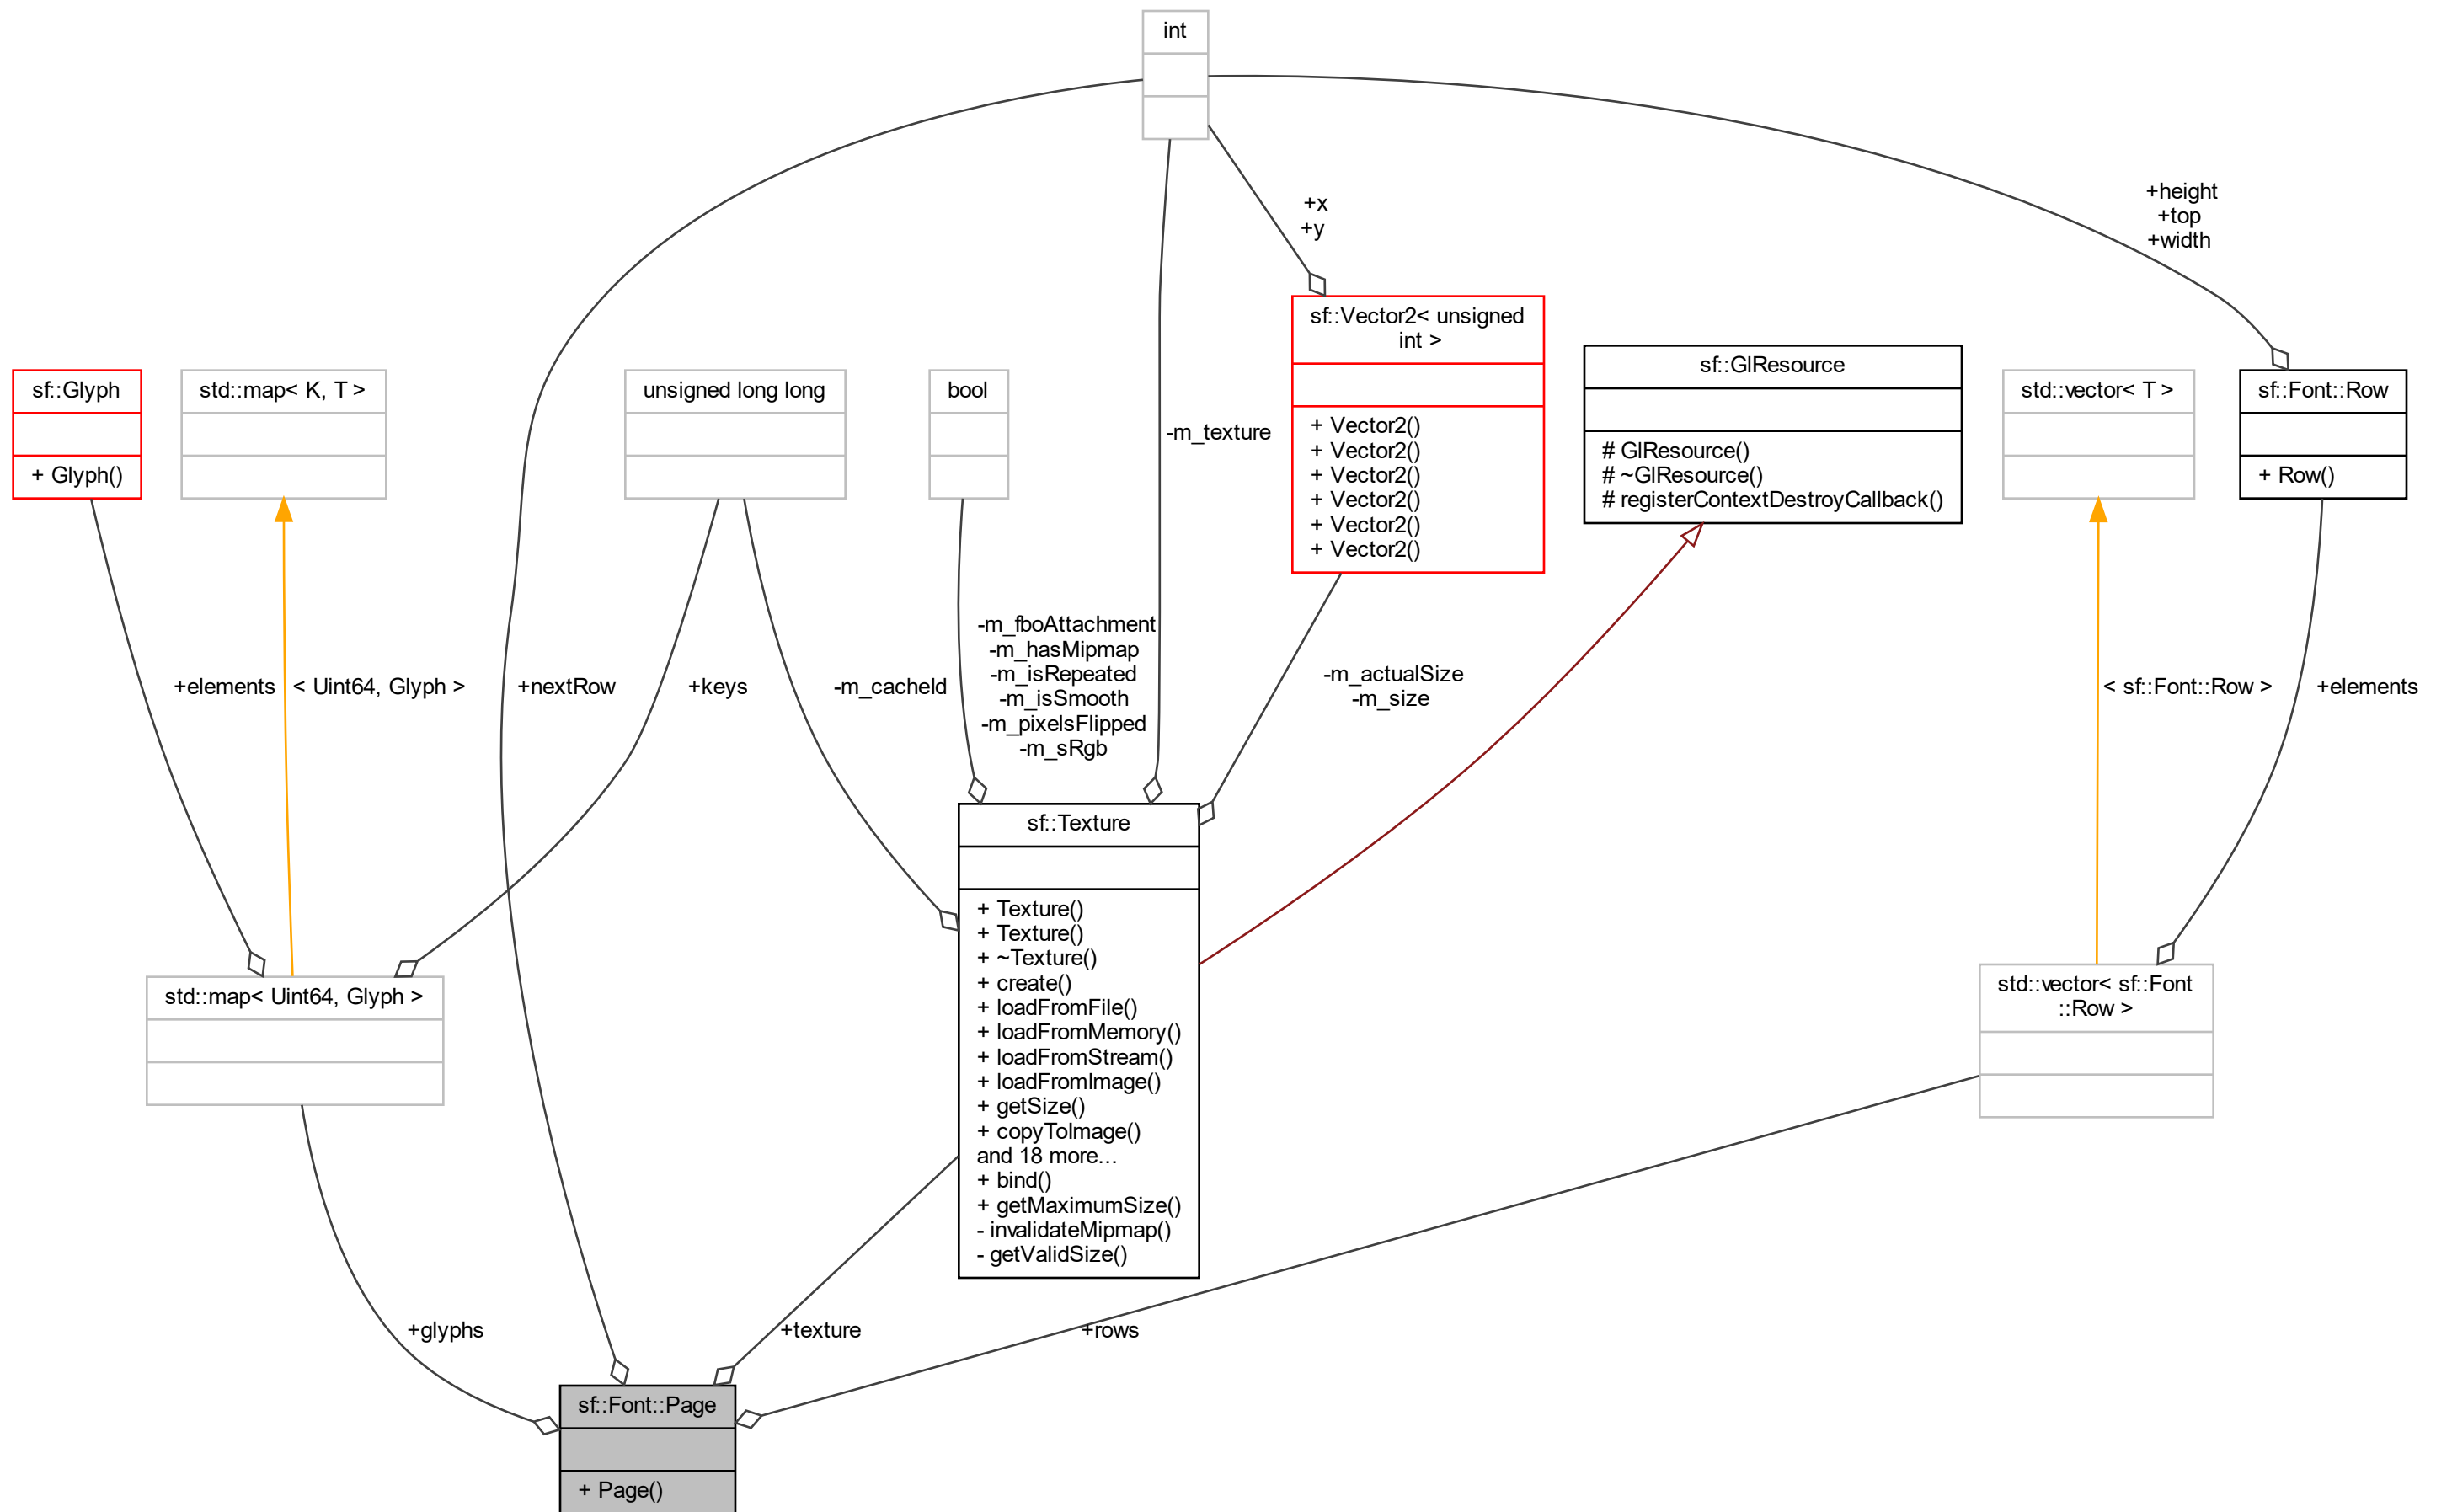 int
+height
+top
+width
+x
+y
sf::Vector2< unsigned
int >
+ Vector2()
+ Vector2()
+ Vector2()
+ Vector2()
+ Vector2()
+ Vector2()
sf::GlResource
# GlResource()
# ~GlResource()
# registerContextDestroyCallback()
sf::Glyph
+ Glyph()
std::map< K, T >
unsigned long long
bool
-m_texture
std::vector< T >
sf::Font::Row
+ Row()
+elements
< Uint64, Glyph >
+nextRow
+keys
-m_cacheId
-m_fboAttachment
-m_hasMipmap
-m_isRepeated
-m_isSmooth
-m_pixelsFlipped
-m_sRgb
-m_actualSize
-m_size
< sf::Font::Row >
+elements
sf::Texture
+ Texture()
+ Texture()
+ ~Texture()
+ create()
+ loadFromFile()
+ loadFromMemory()
+ loadFromStream()
+ loadFromImage()
+ getSize()
+ copyToImage()
and 18 more...
+ bind()
+ getMaximumSize()
- invalidateMipmap()
- getValidSize()
std::map< Uint64, Glyph >
std::vector< sf::Font
::Row >
+glyphs
+texture
+rows
sf::Font::Page
+ Page()